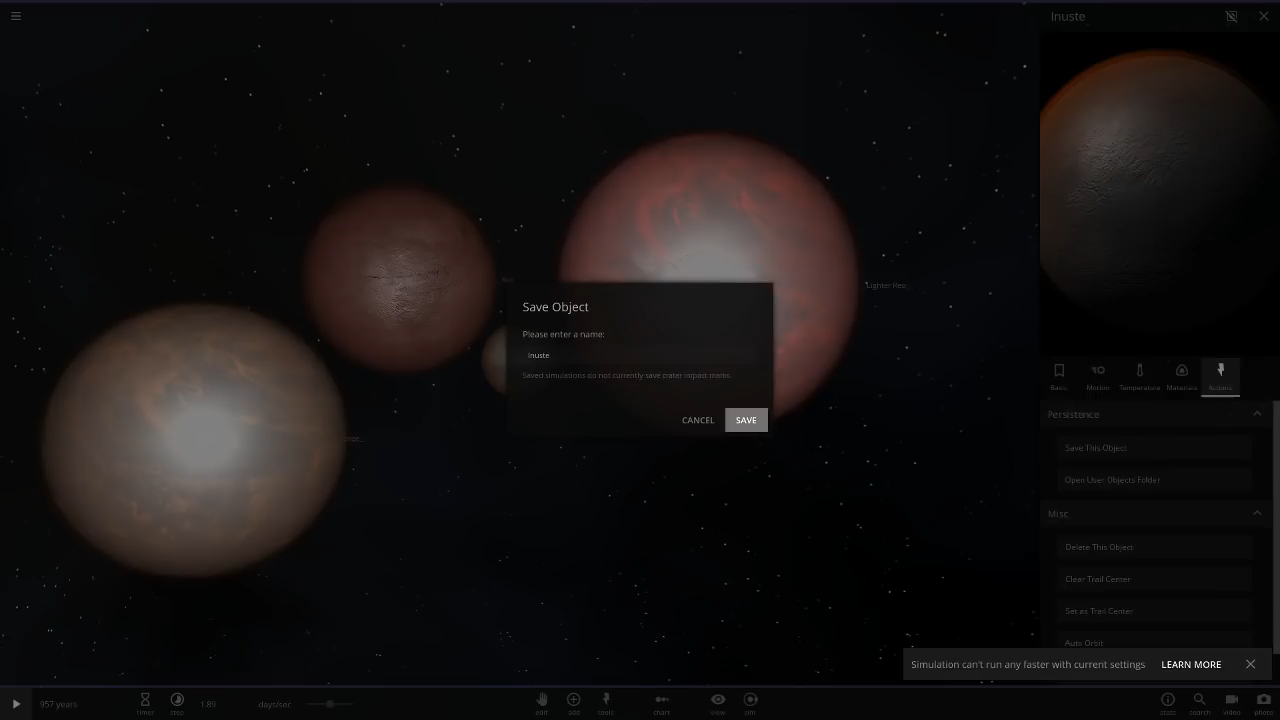 Inuste
Lighter Reo
Save Object
Please enter a name:
Inuste
Saved simulations do not currently save crater impact marks.
CANCEL
SAVE
Basic
Motion
Temperature
Materials
Actions
Persistence
Save This Object
Open User Objects Folder
Misc
Delete This Object
Clear Trail Center
Set as Trail Center
Auto Orbit
Simulation can't run any faster with current settings
LEARN MORE
957 years
timer
step
1.89
days/sec
edit
add
tools
chart
view
sim
stats
search
video
photo